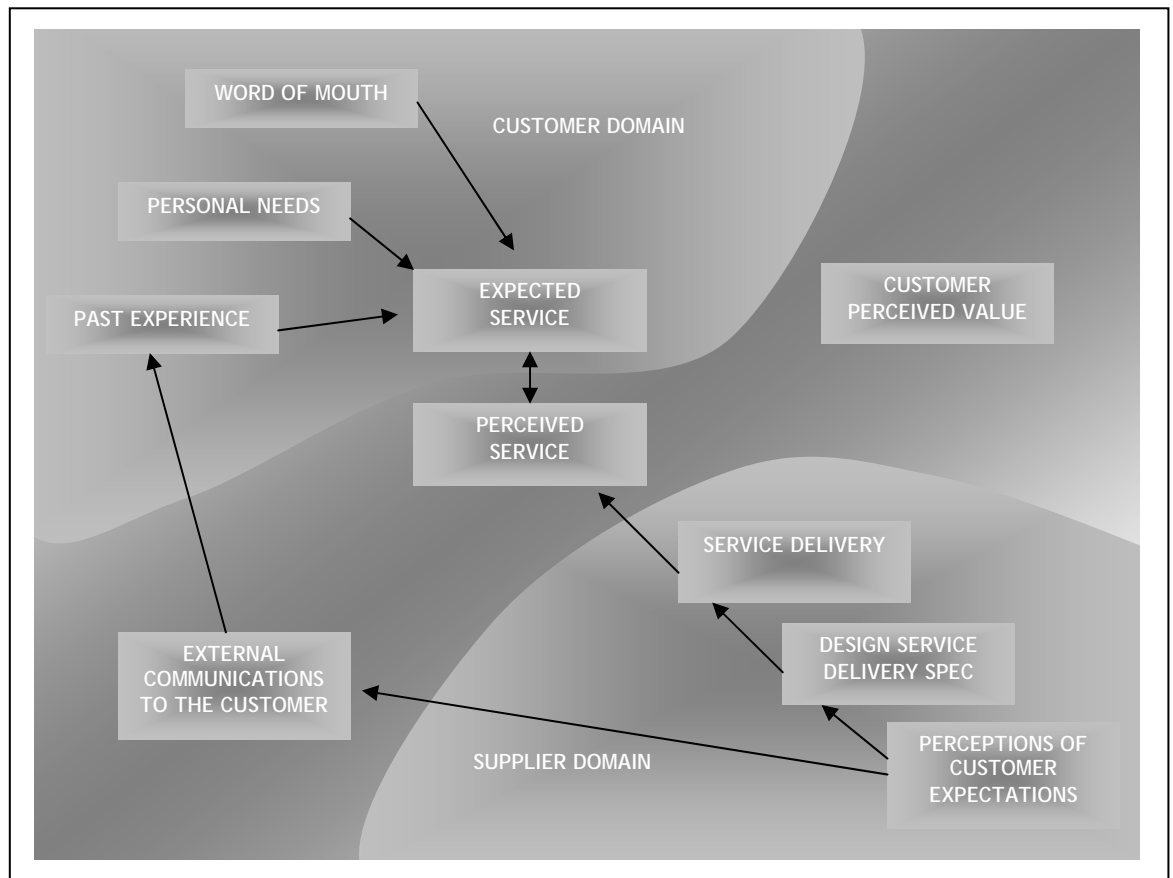 WORD OF MOUTH
CUSTOMER DOMAIN
PERSONAL NEEDS
EXPECTED
SERVICE
CUSTOMER
PERCEIVED VALUE
PAST EXPERIENCE
PERCEIVED
SERVICE
SERVICE DELIVERY
EXTERNAL
COMMUNICATIONS
TO THE CUSTOMER
DESIGN SERVICE
DELIVERY SPEC
SUPPLIER DOMAIN
PERCEPTIONS OF
CUSTOMER
EXPECTATIONS